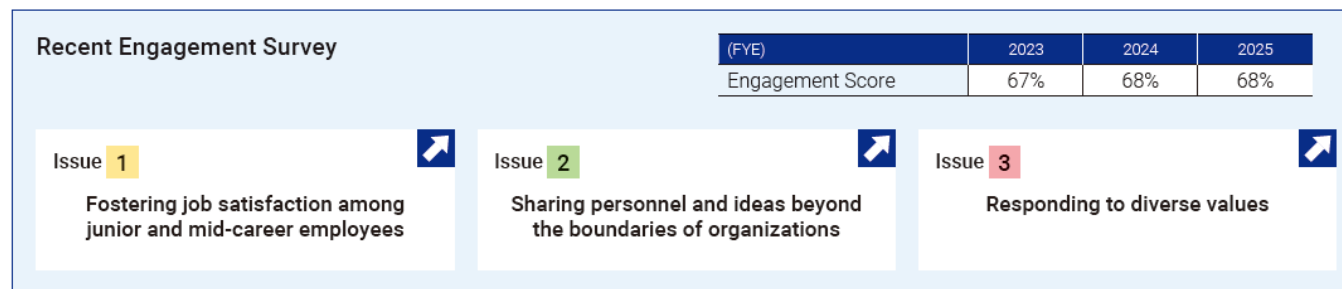 Recent Engagement Survey
(FYE) 2023 2024 2025
Engagement Score 67% 68% 68%
Issue 1
Fostering job satisfaction among
junior and mid-career employees
Issue 2
Sharing personnel and ideas beyond
the boundaries of organizations
Issue 3
Responding to diverse values